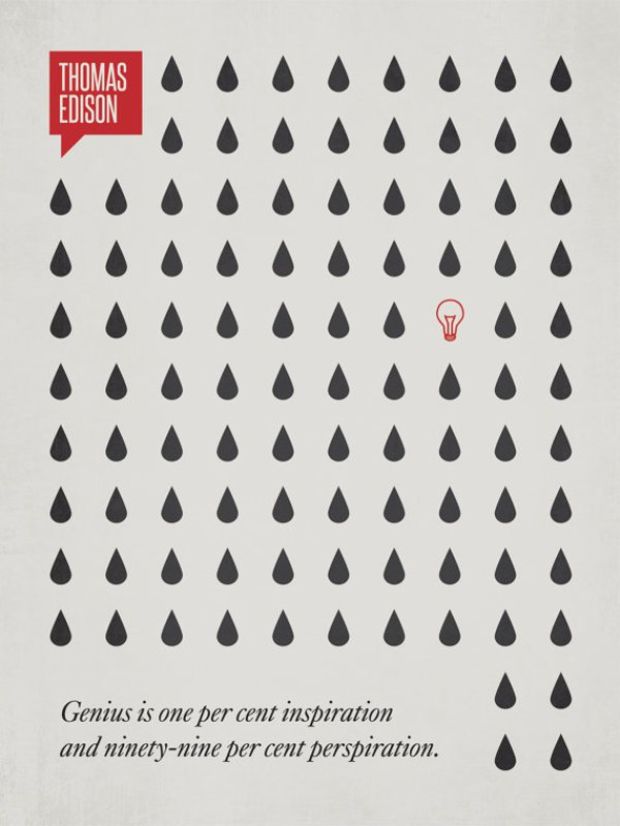 THOMAS
EDISON
Genius is one per cent inspiration
and ninety-nine per cent perspiration.